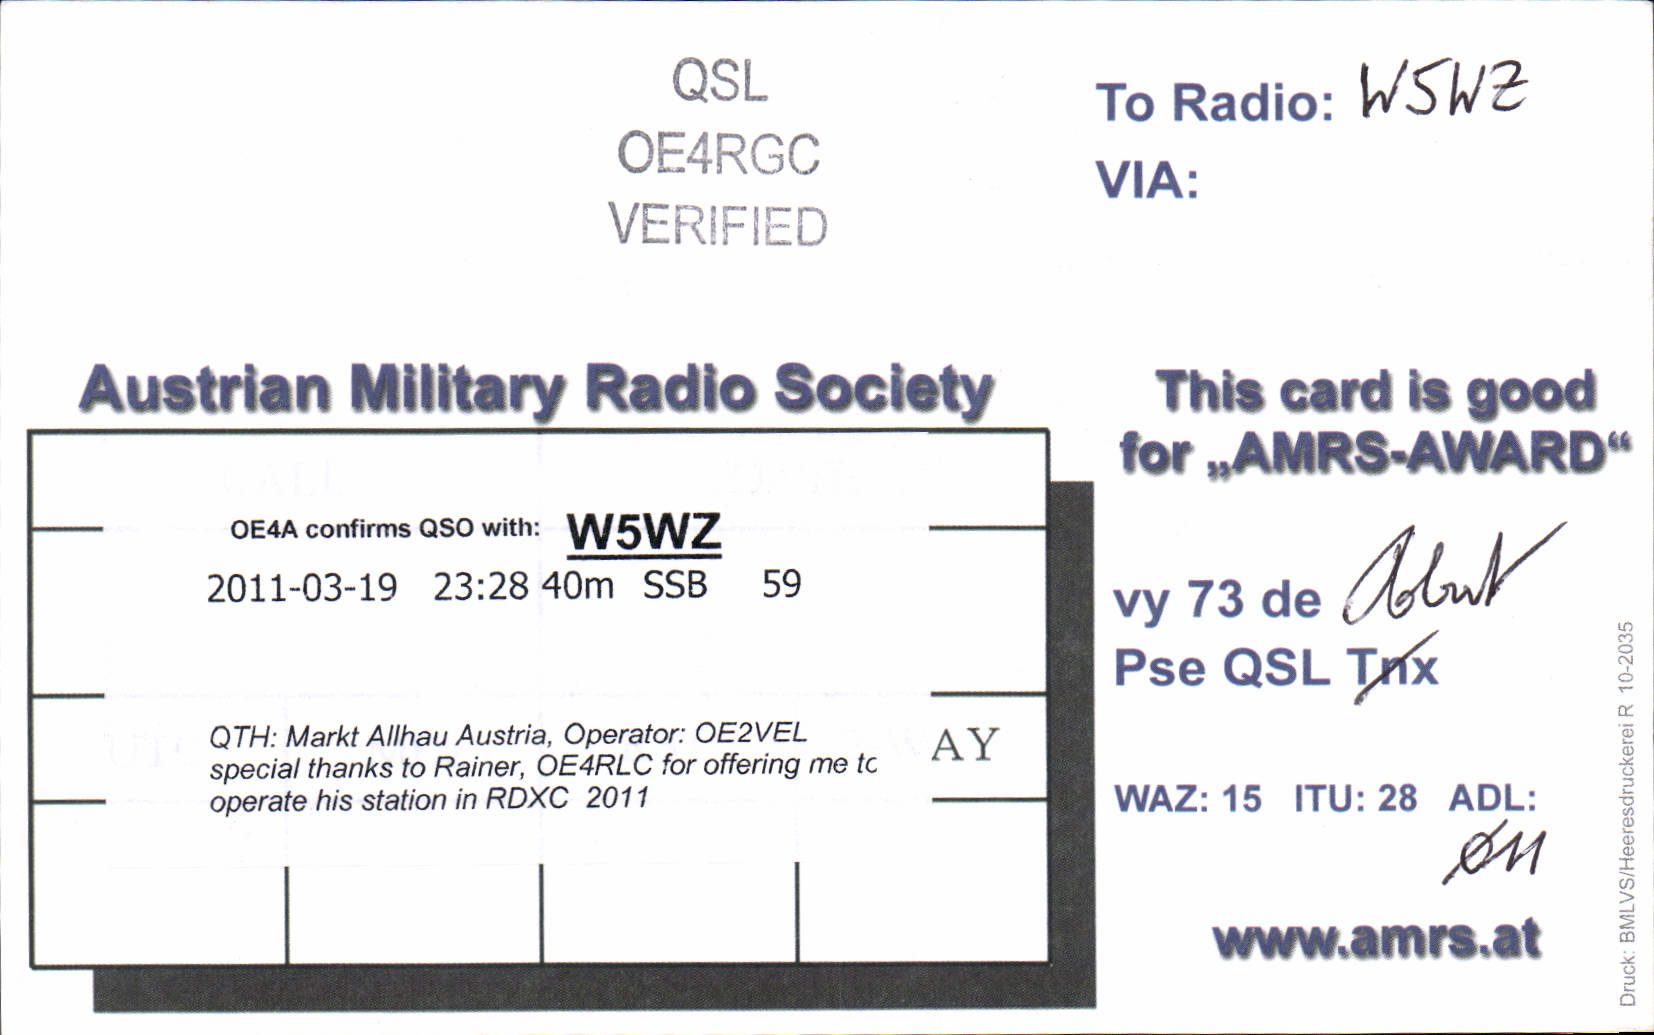 QSL
OE4RGC
VERIFIED
To Radio: W5WZ
VIA:
Austrian Military Radio Society
OE4A confirms QSO with: W5WZ
2011-03-19 23:28 40m SSB 59
QTH: Markt Allhau Austria, Operator: OE2VEL
special thanks to Rainer, OE4RLC for offering me to
operate his station in RDXC 2011
AY
This card is good
for „AMRS-AWARD“
vy 73 de
Pse QSL Tnx
WAZ: 15 ITU: 28 ADL:
Ø11
www.amrs.at
Druck: BMLVS/Heeresdruckerei R 10-2035